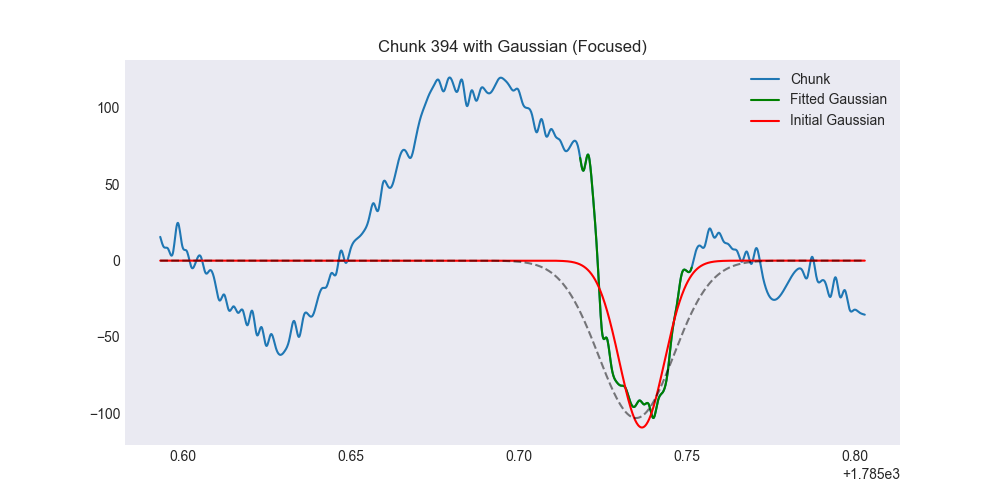 Chunk 394 with Gaussian (Focused)
Chunk
Fitted Gaussian
Initial Gaussian
100
50
0
−50
−100
0.60
0.65
0.70
0.75
0.80
+1.785e3